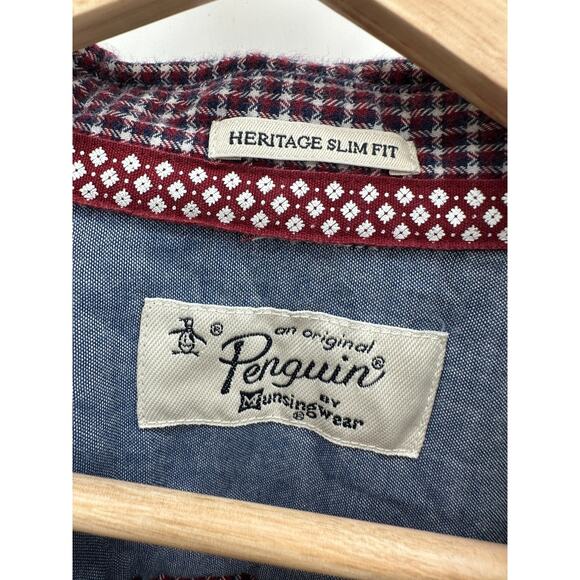 HERITAGE SLIM FIT
® an original
Penguin®
BY
Munsingwear®